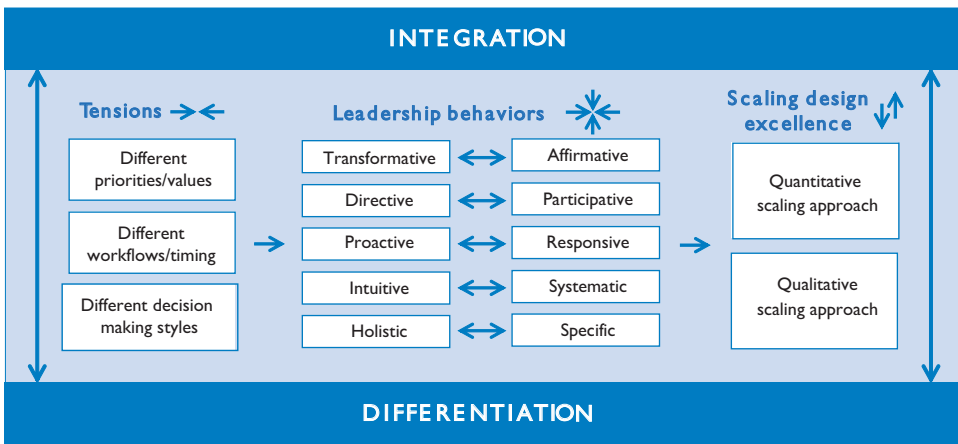 INTEGRATION
Tensions
Different
priorities/values
Different
workflows/timing
Different decision
making styles
Leadership behaviors
Transformative
Affirmative
Directive
Participative
Proactive
Responsive
Intuitive
Systematic
Holistic
Specific
Scaling design
excellence
Quantitative
scaling approach
Qualitative
scaling approach
DIFFERENTIATION